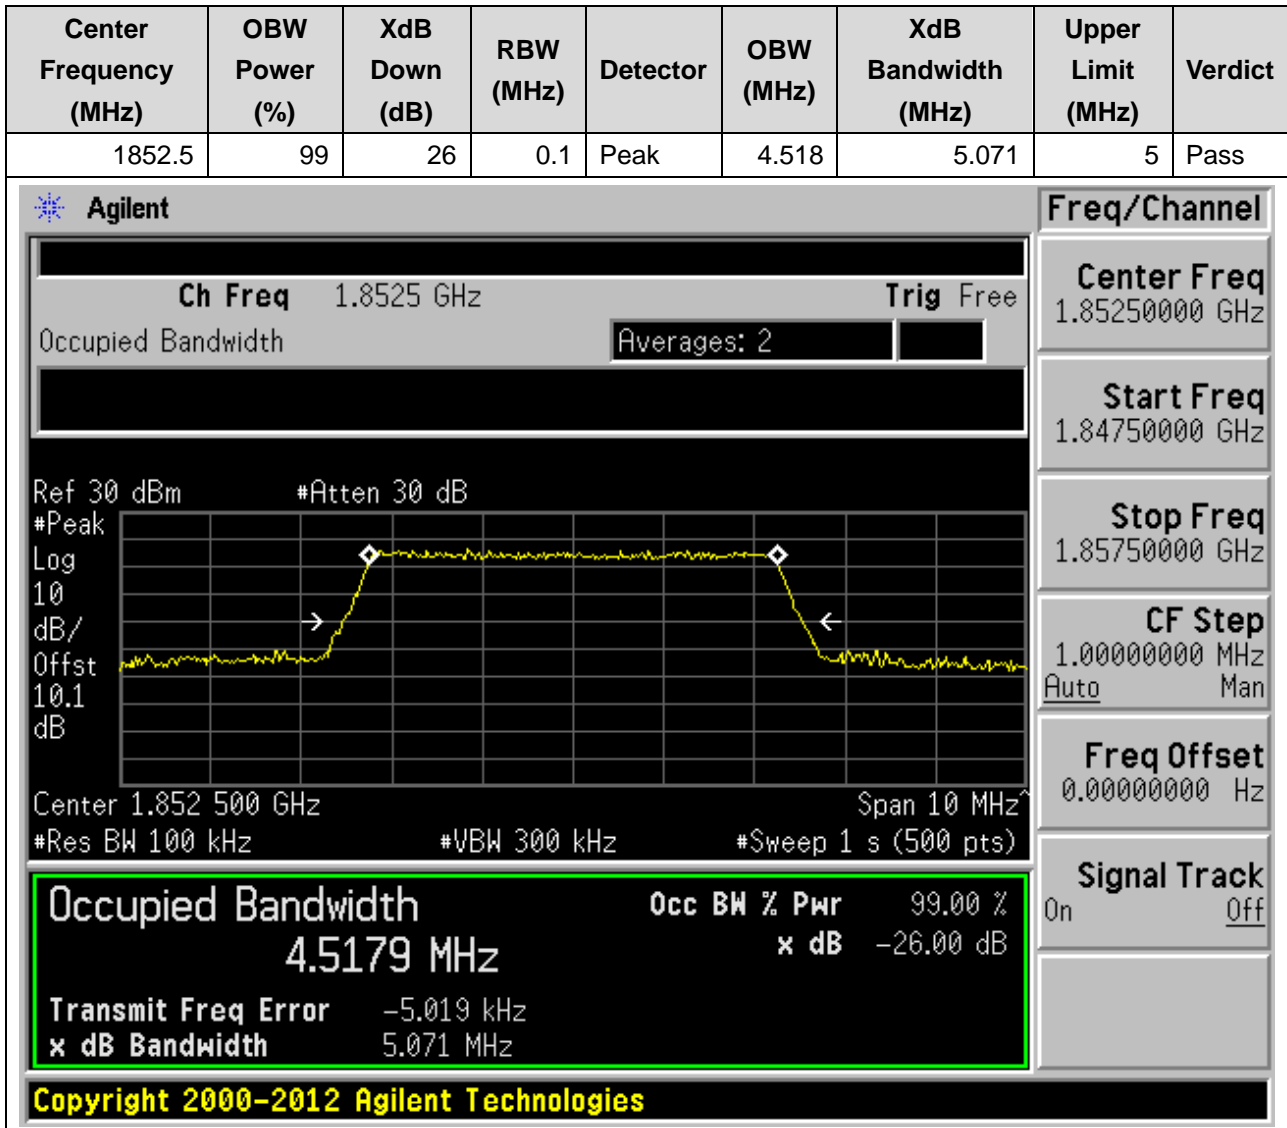 Center Frequency (MHz) OBW Power (%) XdB Down (dB) RBW (MHz) Detector OBW (MHz) XdB Bandwidth (MHz) Upper Limit (MHz) Verdict
1852.5 99 26 0.1 Peak 4.518 5.071 5 Pass
Agilent
Ch Freq 1.8525 GHz Trig Free
Occupied Bandwidth Averages: 2
Ref 30 dBm #Atten 30 dB
#Peak
Log
10
dB/
Offst
10.1
dB
Center 1.852 500 GHz Span 10 MHz^
#Res BW 100 kHz #VBW 300 kHz #Sweep 1 s (500 pts)
Occupied Bandwidth Occ BW % Pwr 99.00 %
4.5179 MHz x dB -26.00 dB
Transmit Freq Error -5.019 kHz
x dB Bandwidth 5.071 MHz
Freq/Channel
Center Freq
1.85250000 GHz
Start Freq
1.84750000 GHz
Stop Freq
1.85750000 GHz
CF Step
1.00000000 MHz
Auto Man
Freq Offset
0.00000000 Hz
Signal Track
On Off
Copyright 2000-2012 Agilent Technologies